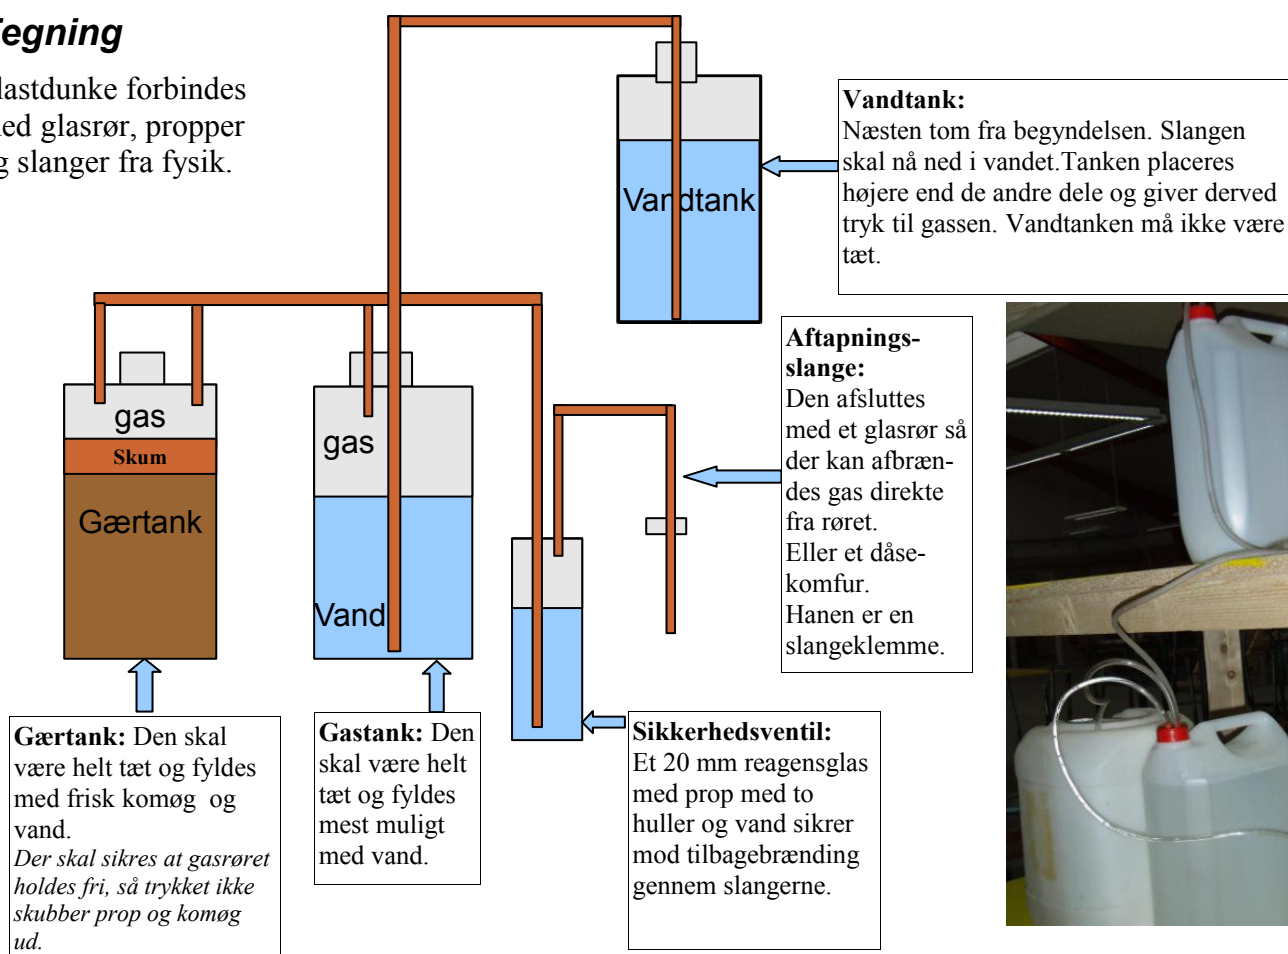 egning
lastdunke forbindes
ed glasrør, propper
g slanger fra fysik.
Vandtank
Vandtank:
Næsten tom fra begyndelsen. Slangen
skal nå ned i vandet.Tanken placeres
højere end de andre dele og giver derved
tryk til gassen. Vandtanken må ikke være
tæt.
gas
Skum
Gærtank
gas
Vand
Aftapnings-
slange:
Den afsluttes
med et glasrør så
der kan afbræn-
des gas direkte
fra røret.
Eller et dåse-
komfur.
Hanen er en
slangeklemme.
Gærtank: Den skal
være helt tæt og fyldes
med frisk komøg og
vand.
Der skal sikres at gasrøret
holdes fri, så trykket ikke
skubber prop og komøg
ud.
Gastank: Den
skal være helt
tæt og fyldes
mest muligt
med vand.
Sikkerhedsventil:
Et 20 mm reagensglas
med prop med to
huller og vand sikrer
mod tilbagebrænding
gennem slangerne.